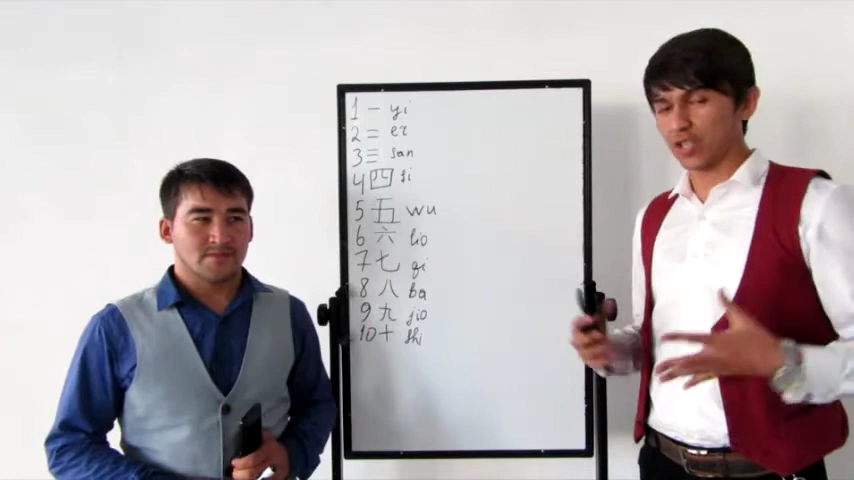 1 一 yi
2 二 er
3 三 san
4 四 si
5 五 wu
6 六 lio
7 七 qi
8 八 ba
9 九 jio
10 十 shi